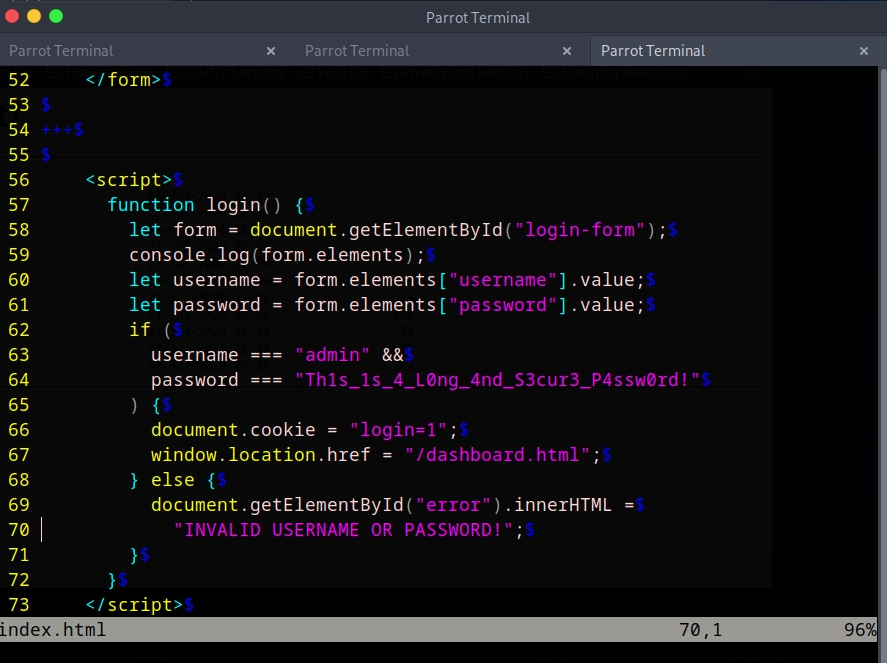 Parrot Terminal
Parrot Terminal × Parrot Terminal × Parrot Terminal ×
52     </form>$
53 $
54 +++$
55 $
56     <script>$
57       function login() {$
58         let form = document.getElementById("login-form");$
59         console.log(form.elements);$
60         let username = form.elements["username"].value;$
61         let password = form.elements["password"].value;$
62         if ($
63           username === "admin" &&$
64           password === "Th1s_1s_4_L0ng_4nd_S3cur3_P4ssw0rd!"$
65         ) {$
66           document.cookie = "login=1";$
67           window.location.href = "/dashboard.html";$
68         } else {$
69           document.getElementById("error").innerHTML =$
70             "INVALID USERNAME OR PASSWORD!";$
71         }$
72       }$
73     </script>$
index.html 70,1 96%